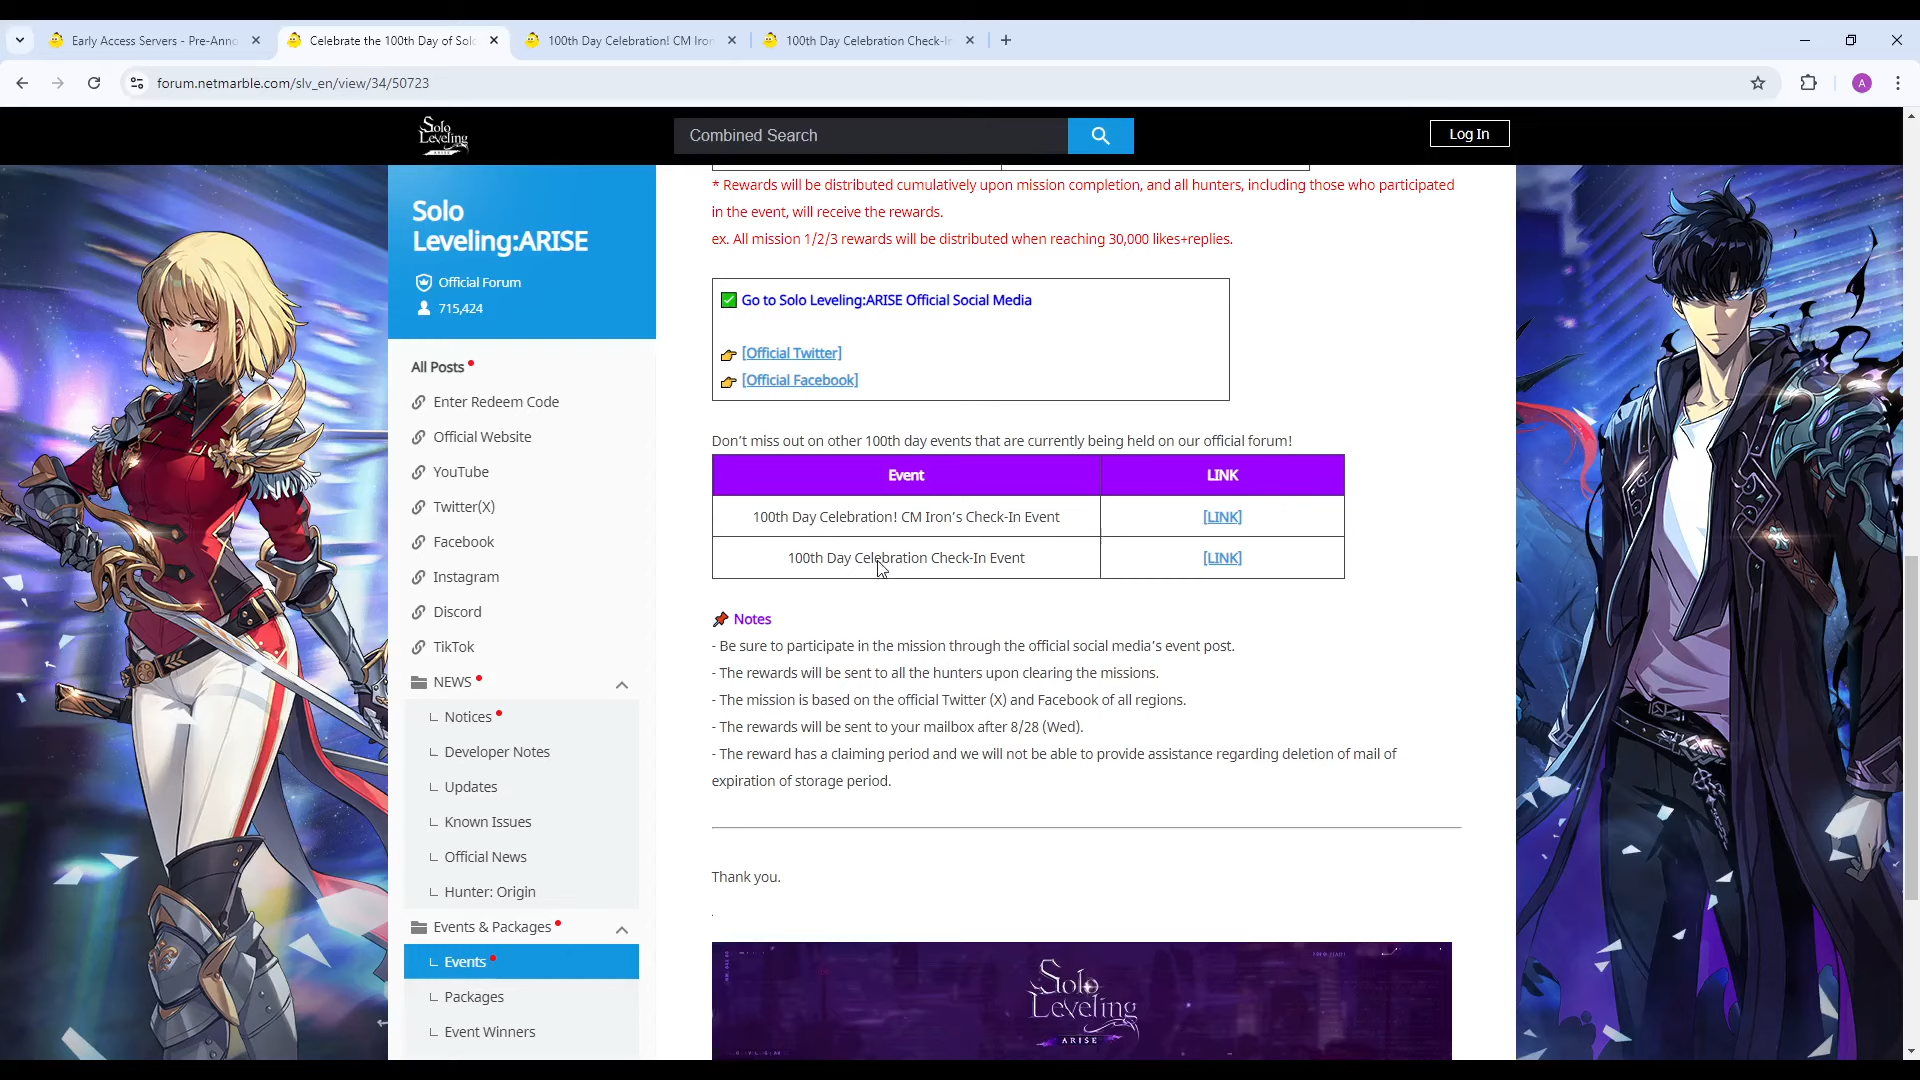 Early Access Servers - Pre-Anno
Celebrate the 100th Day of Solo
100th Day Celebration! CM Iron
100th Day Celebration Check-In
forum.netmarble.com/slv_en/view/34/50723
A
Solo
Leveling
ARISE
Combined Search
Log In
Solo
Leveling:ARISE
Official Forum
715,424
All Posts
Enter Redeem Code
Official Website
YouTube
Twitter(X)
Facebook
Instagram
Discord
TikTok
NEWS
Notices
Developer Notes
Updates
Known Issues
Official News
Hunter: Origin
Events & Packages
Events
Packages
Event Winners
* Rewards will be distributed cumulatively upon mission completion, and all hunters, including those who participated
in the event, will receive the rewards.
ex. All mission 1/2/3 rewards will be distributed when reaching 30,000 likes+replies.
✅ Go to Solo Leveling:ARISE Official Social Media
👉 [Official Twitter]
👉 [Official Facebook]
Don't miss out on other 100th day events that are currently being held on our official forum!
Event LINK
100th Day Celebration! CM Iron's Check-In Event [LINK]
100th Day Celebration Check-In Event [LINK]
📌 Notes
- Be sure to participate in the mission through the official social media's event post.
- The rewards will be sent to all the hunters upon clearing the missions.
- The mission is based on the official Twitter (X) and Facebook of all regions.
- The rewards will be sent to your mailbox after 8/28 (Wed).
- The reward has a claiming period and we will not be able to provide assistance regarding deletion of mail of
expiration of storage period.
Thank you.
.
Solo
Leveling
ARISE